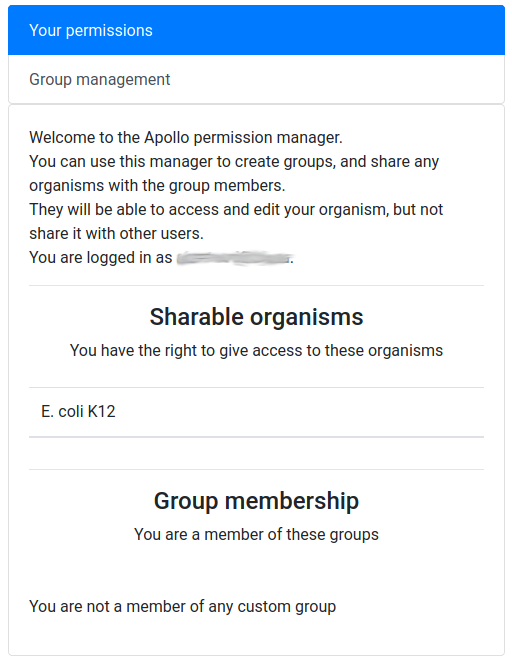 Your permissions
Group management
Welcome to the Apollo permission manager.
You can use this manager to create groups, and share any
organisms with the group members.
They will be able to access and edit your organism, but not
share it with other users.
You are logged in as .
Sharable organisms
You have the right to give access to these organisms
E. coli K12
Group membership
You are a member of these groups
You are not a member of any custom group